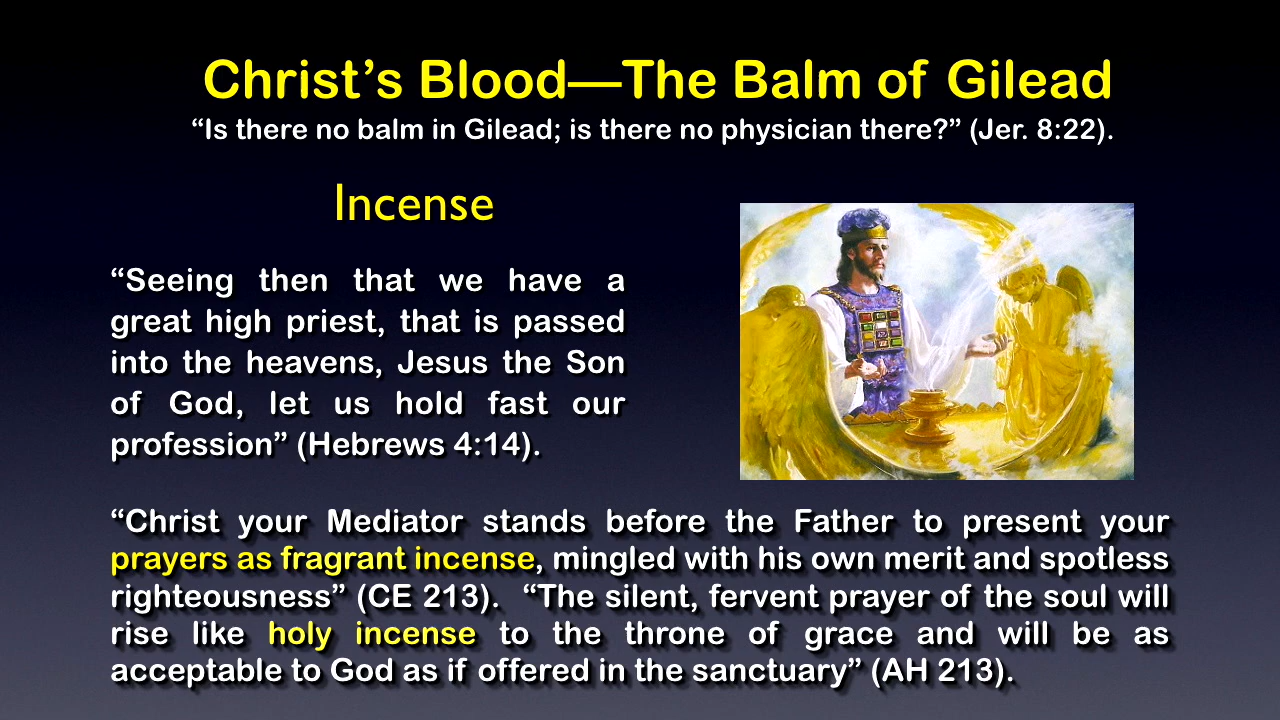 Christ’s Blood—The Balm of Gilead
“Is there no balm in Gilead; is there no physician there?” (Jer. 8:22).
Incense
“Seeing then that we have a
great high priest, that is passed
into the heavens, Jesus the Son
of God, let us hold fast our
profession” (Hebrews 4:14).
“Christ your Mediator stands before the Father to present your
prayers as fragrant incense, mingled with his own merit and spotless
righteousness” (CE 213). “The silent, fervent prayer of the soul will
rise like holy incense to the throne of grace and will be as
acceptable to God as if offered in the sanctuary” (AH 213).